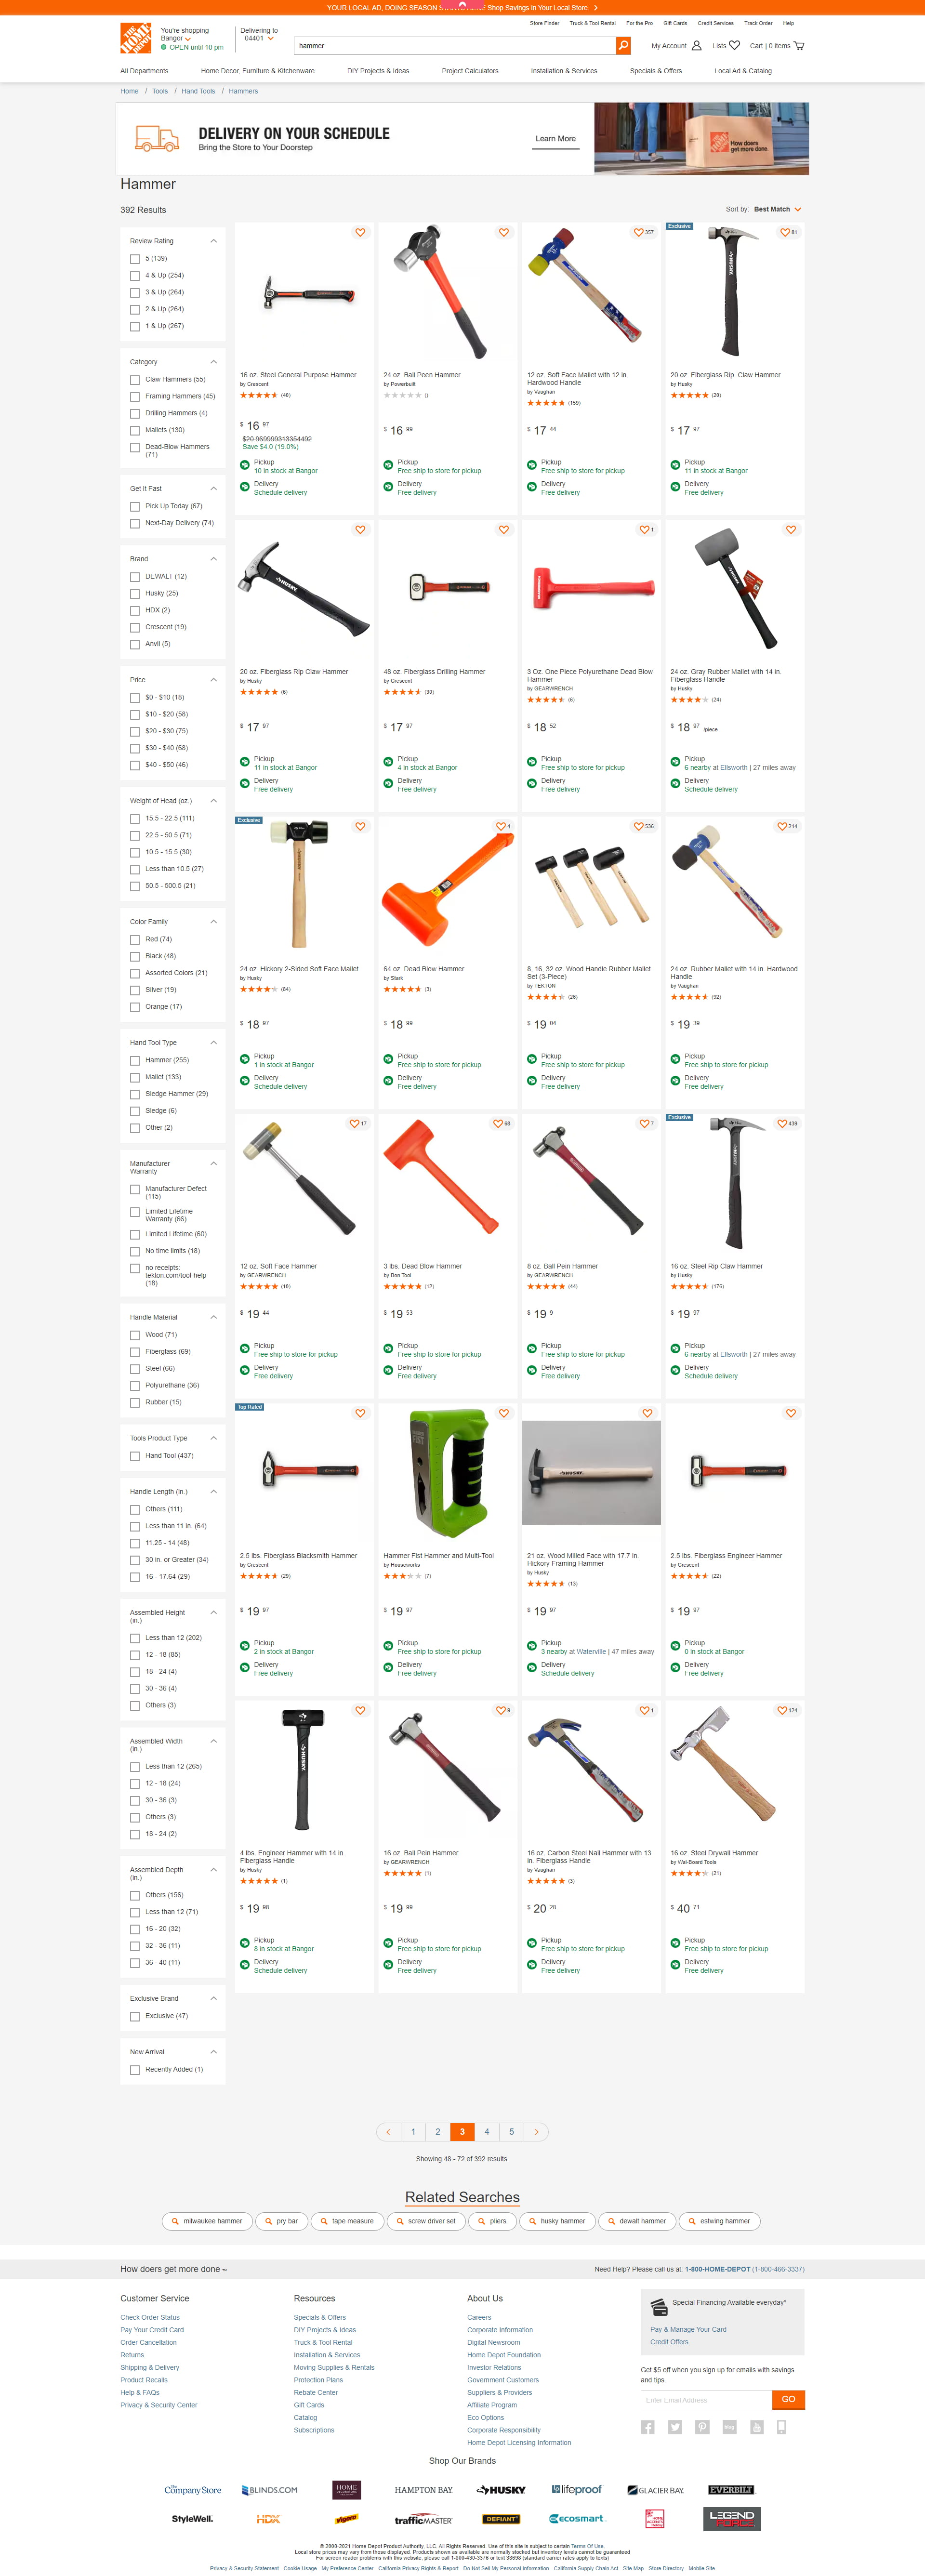 YOUR LOCAL AD, DOING SEASON Shop Savings in Your Local Store
Store Finder Truck & Tool Rental For the Pro Gift Cards Credit Services Track Order Help
You're shopping
Bangor
OPEN until 10 pm
Delivering to
04401
hammer
My Account Lists Cart | 0 items
All Departments Home Decor, Furniture & Kitchenware DIY Projects & Ideas Project Calculators Installation & Services Specials & Offers Local Ad & Catalog
Home / Tools / Hand Tools / Hammers
DELIVERY ON YOUR SCHEDULE
Bring the Store to Your Doorstep
Learn More
How doers
get more done.
Hammer
392 Results
Sort by: Best Match
Review Rating
5 (139)
4 & Up (254)
3 & Up (264)
2 & Up (264)
1 & Up (267)
Category
Claw Hammers (55)
Framing Hammers (45)
Drilling Hammers (4)
Mallets (130)
Dead-Blow Hammers
(71)
Get It Fast
Pick Up Today (67)
Next-Day Delivery (74)
Brand
DEWALT (12)
Husky (25)
HDX (2)
Crescent (19)
Anvil (5)
Price
$0 - $10 (18)
$10 - $20 (58)
$20 - $30 (75)
$30 - $40 (68)
$40 - $50 (46)
Weight of Head (oz.)
15.5 - 22.5 (111)
22.5 - 50.5 (71)
10.5 - 15.5 (30)
Less than 10.5 (27)
50.5 - 500.5 (21)
Color Family
Red (74)
Black (48)
Assorted Colors (21)
Silver (19)
Orange (17)
Hand Tool Type
Hammer (255)
Mallet (133)
Sledge Hammer (29)
Sledge (6)
Other (2)
Manufacturer
Warranty
Manufacturer Defect
(115)
Limited Lifetime
Warranty (66)
Limited Lifetime (60)
No time limits (18)
no receipts:
tekton.com/tool-help
(18)
Handle Material
Wood (71)
Fiberglass (69)
Steel (66)
Polyurethane (36)
Rubber (15)
Tools Product Type
Hand Tool (437)
Handle Length (in.)
Others (111)
Less than 11 in. (64)
11.25 - 14 (48)
30 in. or Greater (34)
16 - 17.64 (29)
Assembled Height
(in.)
Less than 12 (202)
12 - 18 (85)
18 - 24 (4)
30 - 36 (4)
Others (3)
Assembled Width
(in.)
Less than 12 (265)
12 - 18 (24)
30 - 36 (3)
Others (3)
18 - 24 (2)
Assembled Depth
(in.)
Others (156)
Less than 12 (71)
16 - 20 (32)
32 - 36 (11)
36 - 40 (11)
Exclusive Brand
Exclusive (47)
New Arrival
Recently Added (1)
16 oz. Steel General Purpose Hammer
by Crescent
(40)
$ 16 97
$20.969999313354492
Save $4.0 (19.0%)
Pickup
10 in stock at Bangor
Delivery
Schedule delivery
24 oz. Ball Peen Hammer
by Powerbuilt
()
$ 16 99
Pickup
Free ship to store for pickup
Delivery
Free delivery
357
12 oz. Soft Face Mallet with 12 in.
Hardwood Handle
by Vaughan
(159)
$ 17 44
Pickup
Free ship to store for pickup
Delivery
Free delivery
Exclusive
81
20 oz. Fiberglass Rip. Claw Hammer
by Husky
(29)
$ 17 97
Pickup
11 in stock at Bangor
Delivery
Free delivery
20 oz. Fiberglass Rip Claw Hammer
by Husky
(6)
$ 17 97
Pickup
11 in stock at Bangor
Delivery
Free delivery
48 oz. Fiberglass Drilling Hammer
by Crescent
(30)
$ 17 97
Pickup
4 in stock at Bangor
Delivery
Free delivery
1
3 Oz. One Piece Polyurethane Dead Blow
Hammer
by GEARWRENCH
(6)
$ 18 52
Pickup
Free ship to store for pickup
Delivery
Free delivery
24 oz. Gray Rubber Mallet with 14 in.
Fiberglass Handle
by Husky
(24)
$ 18 97 /piece
Pickup
6 nearby at Ellsworth | 27 miles away
Delivery
Schedule delivery
Exclusive
24 oz. Hickory 2-Sided Soft Face Mallet
by Husky
(84)
$ 18 97
Pickup
1 in stock at Bangor
Delivery
Schedule delivery
4
64 oz. Dead Blow Hammer
by Stark
(3)
$ 18 99
Pickup
Free ship to store for pickup
Delivery
Free delivery
536
8, 16, 32 oz. Wood Handle Rubber Mallet
Set (3-Piece)
by TEKTON
(26)
$ 19 04
Pickup
Free ship to store for pickup
Delivery
Free delivery
214
24 oz. Rubber Mallet with 14 in. Hardwood
Handle
by Vaughan
(92)
$ 19 39
Pickup
Free ship to store for pickup
Delivery
Free delivery
17
12 oz. Soft Face Hammer
by GEARWRENCH
(10)
$ 19 44
Pickup
Free ship to store for pickup
Delivery
Free delivery
68
3 lbs. Dead Blow Hammer
by Bon Tool
(12)
$ 19 53
Pickup
Free ship to store for pickup
Delivery
Free delivery
7
8 oz. Ball Pein Hammer
by GEARWRENCH
(44)
$ 19 9
Pickup
Free ship to store for pickup
Delivery
Free delivery
Exclusive
439
16 oz. Steel Rip Claw Hammer
by Husky
(176)
$ 19 97
Pickup
6 nearby at Ellsworth | 27 miles away
Delivery
Schedule delivery
Top Rated
2.5 lbs. Fiberglass Blacksmith Hammer
by Crescent
(29)
$ 19 97
Pickup
2 in stock at Bangor
Delivery
Free delivery
Hammer Fist Hammer and Multi-Tool
by Houseworks
(7)
$ 19 97
Pickup
Free ship to store for pickup
Delivery
Free delivery
21 oz. Wood Milled Face with 17.7 in.
Hickory Framing Hammer
by Husky
(13)
$ 19 97
Pickup
3 nearby at Waterville | 47 miles away
Delivery
Schedule delivery
2.5 lbs. Fiberglass Engineer Hammer
by Crescent
(22)
$ 19 97
Pickup
0 in stock at Bangor
Delivery
Free delivery
4 lbs. Engineer Hammer with 14 in.
Fiberglass Handle
by Husky
(1)
$ 19 98
Pickup
8 in stock at Bangor
Delivery
Schedule delivery
9
16 oz. Ball Pein Hammer
by GEARWRENCH
(1)
$ 19 99
Pickup
Free ship to store for pickup
Delivery
Free delivery
1
16 oz. Carbon Steel Nail Hammer with 13
in. Fiberglass Handle
by Vaughan
(3)
$ 20 28
Pickup
Free ship to store for pickup
Delivery
Free delivery
124
16 oz. Steel Drywall Hammer
by Wal-Board Tools
(21)
$ 40 71
Pickup
Free ship to store for pickup
Delivery
Free delivery
1 2 3 4 5
Showing 48 - 72 of 392 results.
Related Searches
milwaukee hammer pry bar tape measure screw driver set pliers husky hammer dewalt hammer estwing hammer
How doers get more done
Need Help? Please call us at: 1-800-HOME-DEPOT (1-800-466-3337)
Customer Service
Check Order Status
Pay Your Credit Card
Order Cancellation
Returns
Shipping & Delivery
Product Recalls
Help & FAQs
Privacy & Security Center
Resources
Specials & Offers
DIY Projects & Ideas
Truck & Tool Rental
Installation & Services
Moving Supplies & Rentals
Protection Plans
Rebate Center
Gift Cards
Catalog
Subscriptions
About Us
Careers
Corporate Information
Digital Newsroom
Home Depot Foundation
Investor Relations
Government Customers
Suppliers & Providers
Affiliate Program
Eco Options
Corporate Responsibility
Home Depot Licensing Information
Special Financing Available everyday*
Pay & Manage Your Card
Credit Offers
Get $5 off when you sign up for emails with savings
and tips.
Enter Email Address
GO
Shop Our Brands
The Company Store BLINDS.COM HAMPTON BAY HUSKY lifeproof GLACIER BAY EVERBILT
StyleWell. HDX Vigoro trafficMASTER DEFIANT ecosmart LEGEND FORCE
© 2000-2021 Home Depot Product Authority, LLC. All Rights Reserved. Use of this site is subject to certain Terms Of Use.
Local store prices may vary from those displayed. Products shown as available are normally stocked but inventory levels cannot be guaranteed
For screen reader problems with this website, please call 1-800-430-3376 or text 38698 (standard carrier rates apply to texts)
Privacy & Security Statement Cookie Usage My Preference Center California Privacy Rights & Report Do Not Sell My Personal Information California Supply Chain Act Site Map Store Directory Mobile Site